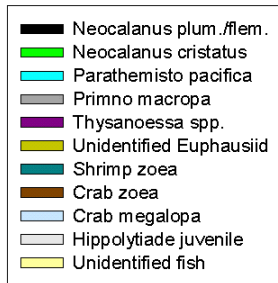 Neocalanus plum./flem.
Neocalanus cristatus
Parathemisto pacifica
Primno macropa
Thysanoessa spp.
Unidentified Euphausiid
Shrimp zoea
Crab zoea
Crab megalopa
Hippolytiade juvenile
Unidentified fish